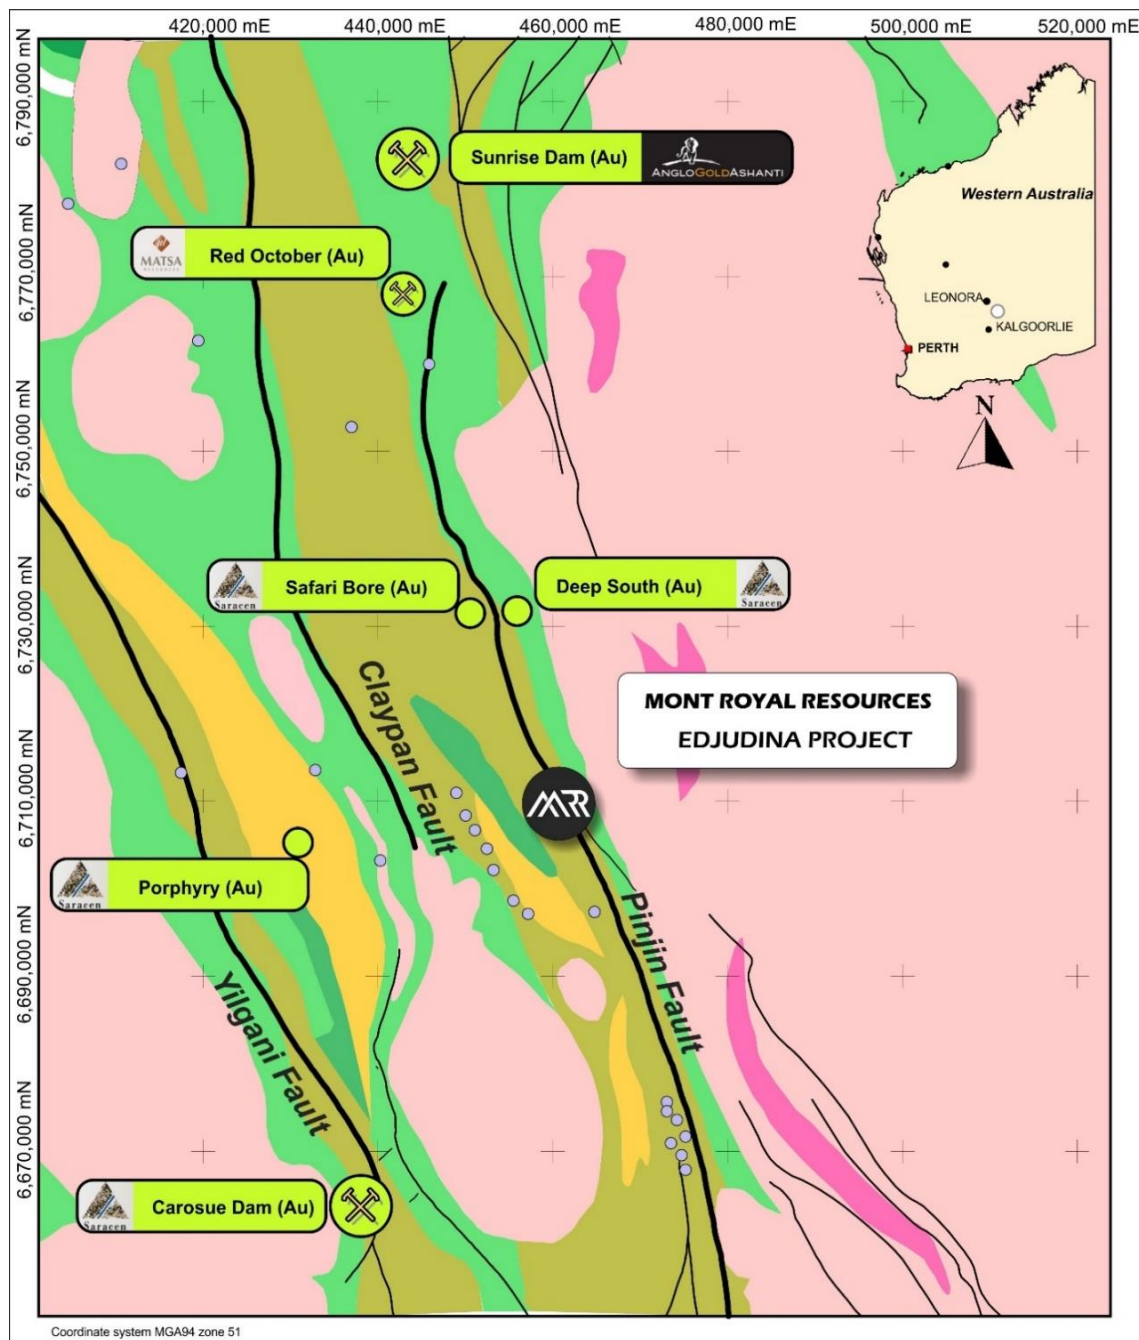 420,000 mE
440,000 mE
460,000 mE
480,000 mE
500,000 mE
520,000 mE
6,790,000 mN
6,770,000 mN
6,750,000 mN
6,730,000 mN
6,710,000 mN
6,690,000 mN
6,670,000 mN
Sunrise Dam (Au)
ANGLOGOLDASHANTI
Western Australia
LEONORA
KALGOORLIE
PERTH
N
MATSA
RESOURCES
Red October (Au)
Saracen
Safari Bore (Au)
Deep South (Au)
Saracen
MONT ROYAL RESOURCES
EDJUDINA PROJECT
Claypan Fault
MRR
Saracen
Porphyry (Au)
Pinjin Fault
Yilgani Fault
Saracen
Carosue Dam (Au)
Coordinate system MGA94 zone 51